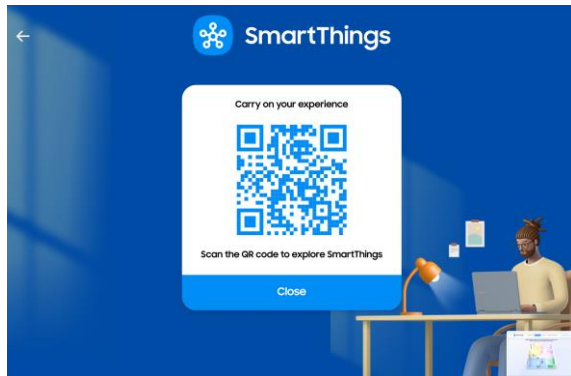 SmartThings
Carry on your experience
Scan the QR code to explore SmartThings
Close